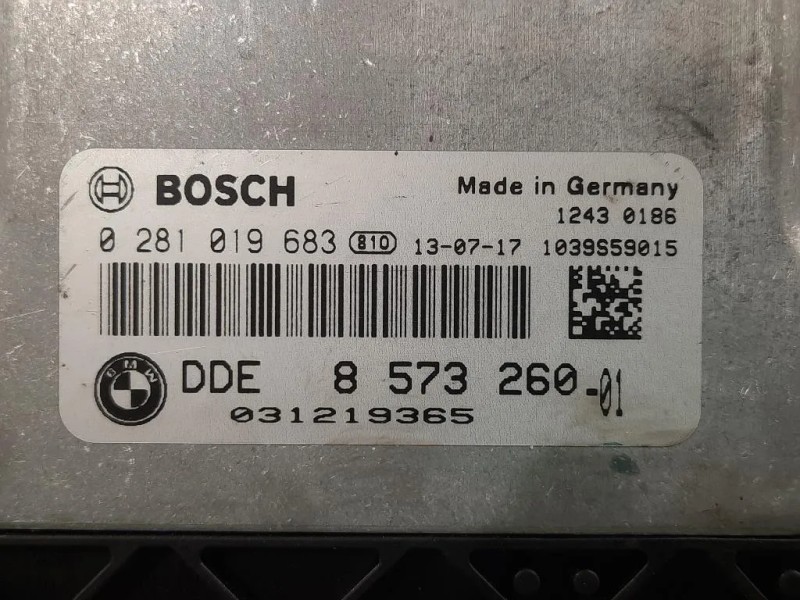 BOSCH Made in Germany
1243 0186
0 281 019 683 810 13-07-17 1039S59015
BMW DDE 8 573 260-01
031219365